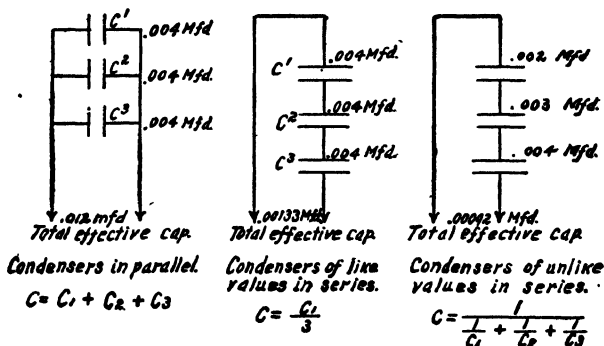 C¹ .004 Mfd.
C² .004 Mfd.
C³ .004 Mfd.
.012 mfd
Total effective cap.
Condensers in parallel.
C = C₁ + C₂ + C₃
C¹ .004 Mfd.
C² .004 Mfd.
C³ .004 Mfd.
.00133 Mfd
Total effective cap.
Condensers of like
values in series.
C = C₁/3
.002 Mfd
.003 Mfd.
.004 Mfd.
.00092 Mfd.
Total effective cap.
Condensers of unlike
values in series.
C = 1/(1/C₁ + 1/C₂ + 1/C₃)